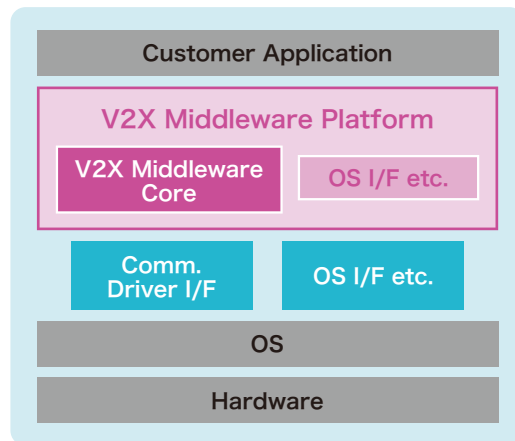 Customer Application
V2X Middleware Platform
V2X Middleware
Core
OS I/F etc.
Comm.
Driver I/F
OS I/F etc.
OS
Hardware